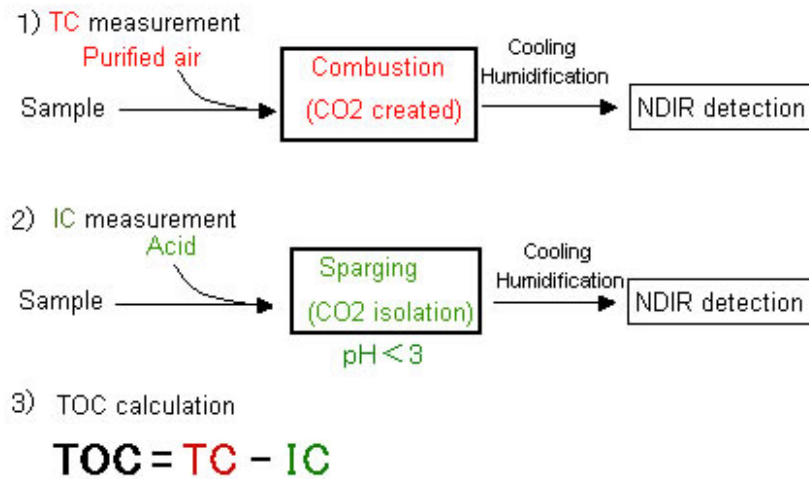 1) TC measurement
Purified air
Sample
Combustion
(CO2 created)
Cooling
Humidification
NDIR detection
2) IC measurement
Acid
Sample
Sparging
(CO2 isolation)
pH<3
Cooling
Humidification
NDIR detection
3) TOC calculation
TOC = TC - IC